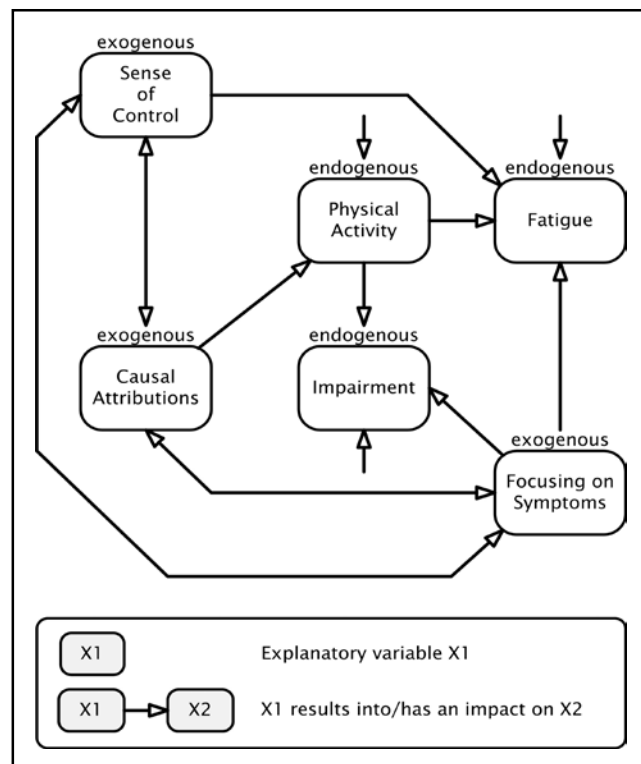 exogenous
Sense
of
Control
endogenous
Physical
Activity
endogenous
Fatigue
exogenous
Causal
Attributions
endogenous
Impairment
exogenous
Focusing on
Symptoms
X1
Explanatory variable X1
X1
X2
X1 results into/has an impact on X2